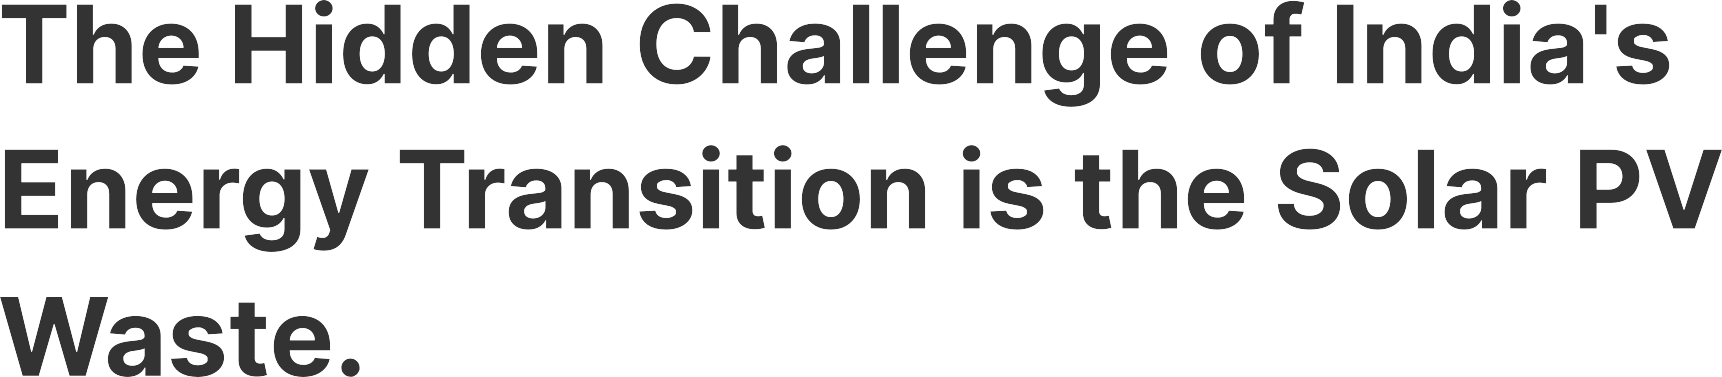 The Hidden Challenge of India's
Energy Transition is the Solar PV
Waste.